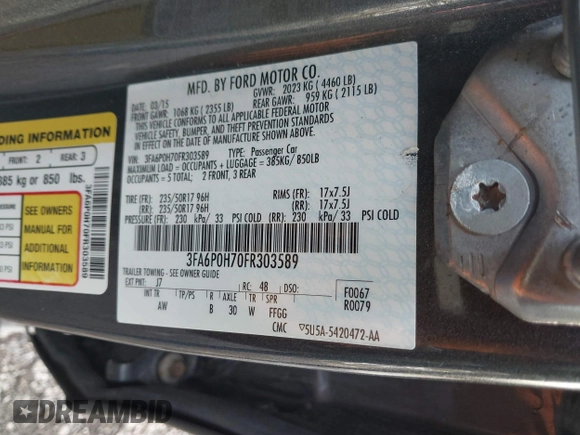 MFD. BY FORD MOTOR CO.
DATE: 03/15
GVWR: 2023 KG (4460 LB)
FRONT GAWR: 1068 KG (2355 LB)
REAR GAWR: 959 KG (2115 LB)
THIS VEHICLE CONFORMS TO ALL APPLICABLE FEDERAL MOTOR
VEHICLE SAFETY, BUMPER, AND THEFT PREVENTION STANDARDS
IN EFFECT ON THE DATE OF MANUFACTURE SHOWN ABOVE.
VIN: 3FA6P0H70FR303589 TYPE: Passenger Car
MAXIMUM LOAD = OCCUPANTS + LUGGAGE = 385KG / 850LB
OCCUPANTS = 5 TOTAL; 2 FRONT, 3 REAR
TIRE (FR): 235/50R17 96H RIMS (FR): 17x7.5J
(RR): 235/50R17 96H (RR): 17x7.5J
PRESSURE (FR): 230 kPa/ 33 PSI COLD (RR): 230 kPa/ 33 PSI COLD
3FA6P0H70FR303589
TRAILER TOWING - SEE OWNER GUIDE
EXT PNT: J7 RC: 48 DSO: F0067
R0079
INT TR TP/PS R AXLE TR SPR
AW B 30 W FFGG
CMC ▽5U5A-5420472-AA
DING INFORMATION
FRONT: 2 REAR: 3
385 kg or 850 lbs.
SEE OWNERS
MANUAL FOR
ADDITIONAL
INFORMATION
3FA6P0H70FR303589
DREAMBID